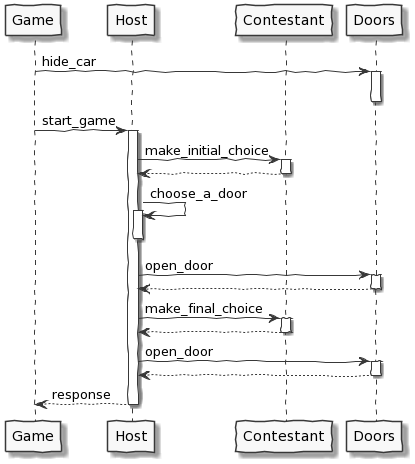 Game Host Contestant Doors
hide_car
start_game
make_initial_choice
choose_a_door
open_door
make_final_choice
open_door
response
Game Host Contestant Doors